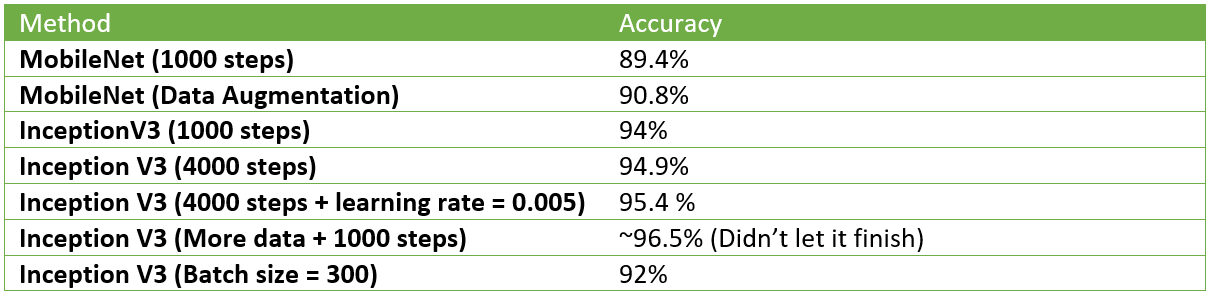 Method Accuracy
MobileNet (1000 steps) 89.4%
MobileNet (Data Augmentation) 90.8%
InceptionV3 (1000 steps) 94%
Inception V3 (4000 steps) 94.9%
Inception V3 (4000 steps + learning rate = 0.005) 95.4 %
Inception V3 (More data + 1000 steps) ~96.5% (Didn’t let it finish)
Inception V3 (Batch size = 300) 92%